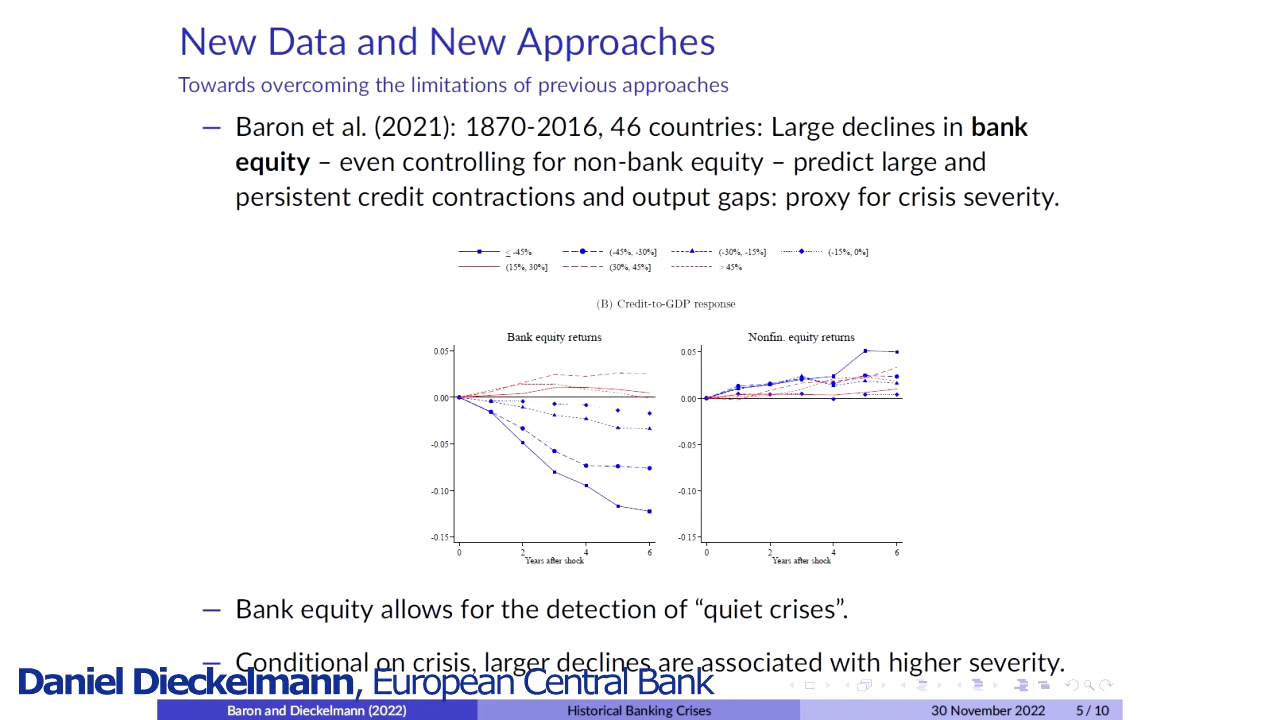 New Data and New Approaches
Towards overcoming the limitations of previous approaches
— Baron et al. (2021): 1870-2016, 46 countries: Large declines in bank
equity – even controlling for non-bank equity – predict large and
persistent credit contractions and output gaps: proxy for crisis severity.
≤ -45% (-45%, -30%] (-30%, -15%] (-15%, 0%]
(15%, 30%] (30%, 45%] > 45%
(B) Credit-to-GDP response
Bank equity returns Nonfin. equity returns
0.05 0.05
0.00 0.00
-0.05 -0.05
-0.10 -0.10
-0.15 -0.15
0 2 4 6 0 2 4 6
Years after shock Years after shock
— Bank equity allows for the detection of “quiet crises”.
— Conditional on crisis, larger declines are associated with higher severity.
Daniel Dieckelmann, European Central Bank
Baron and Dieckelmann (2022) Historical Banking Crises 30 November 2022 5 / 10